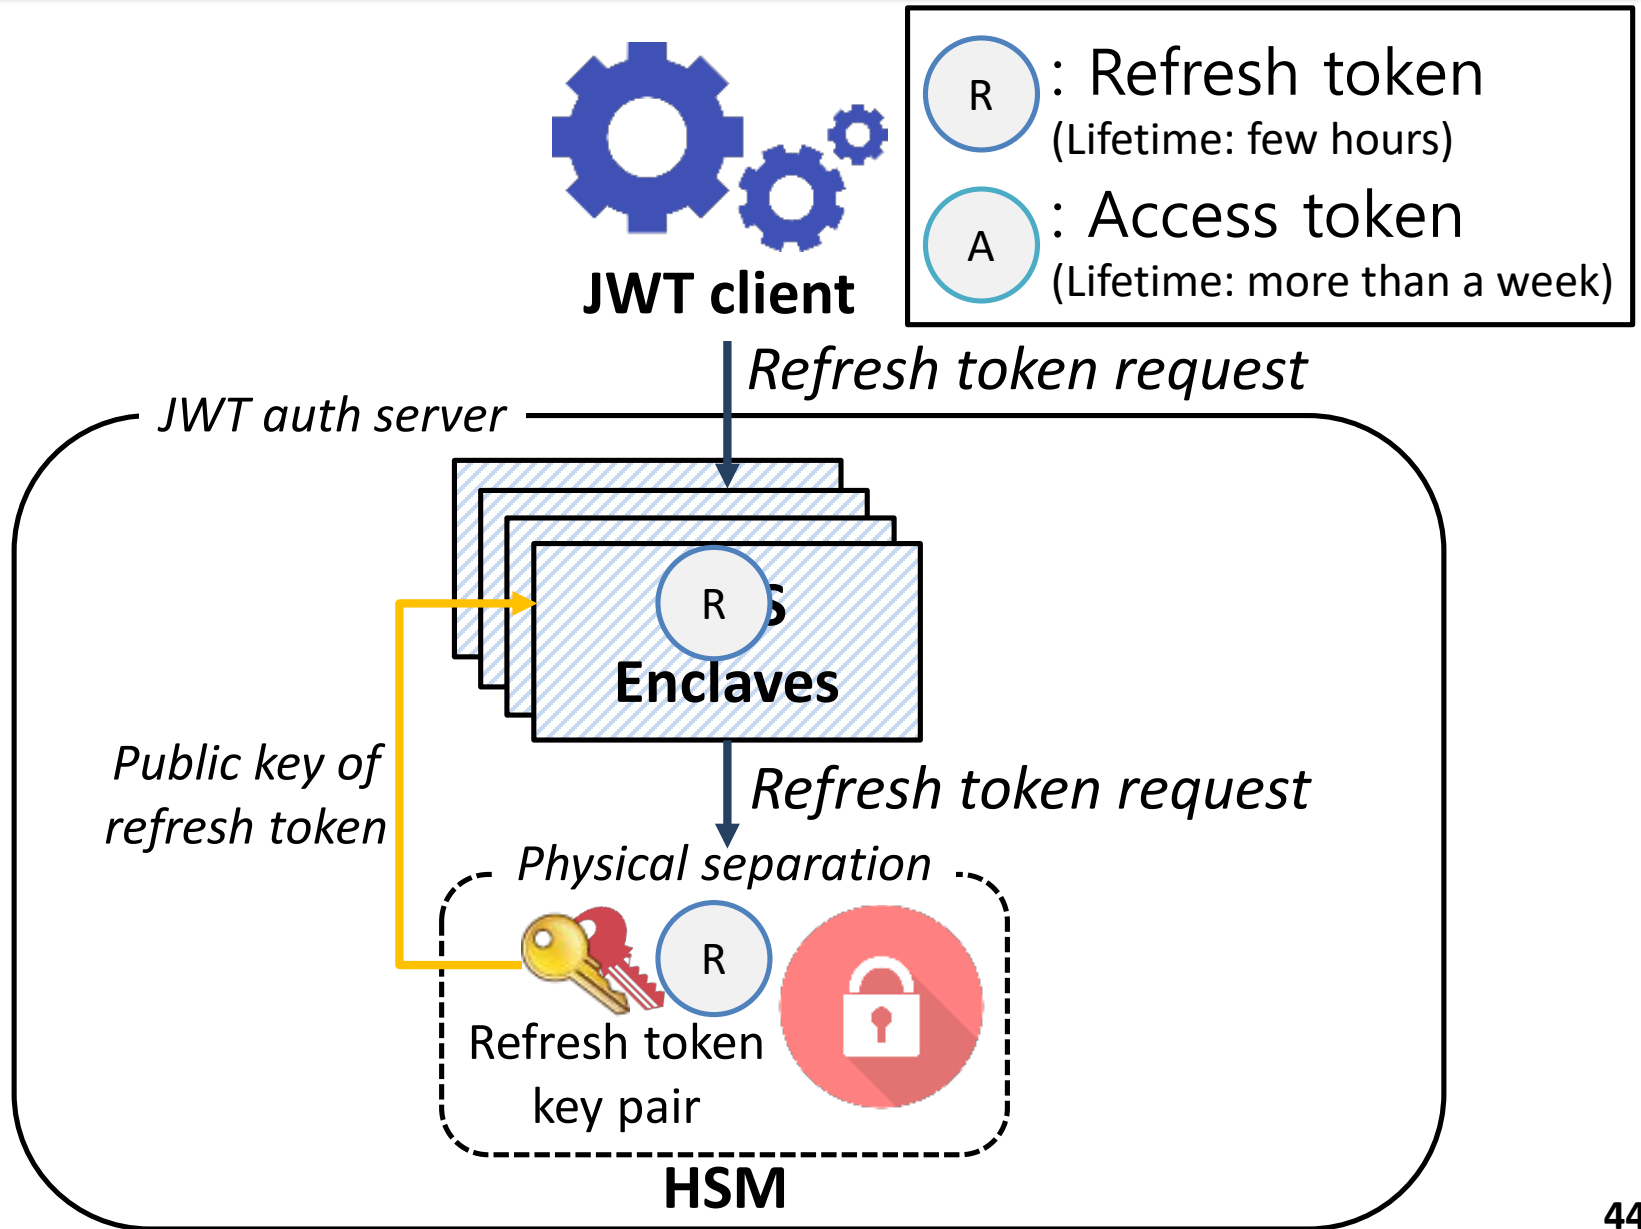 R
: Refresh token
(Lifetime: few hours)
A
: Access token
(Lifetime: more than a week)
JWT client
Refresh token request
JWT auth server
R
Enclaves
Public key of
refresh token
Refresh token request
Physical separation
R
Refresh token
key pair
HSM
44